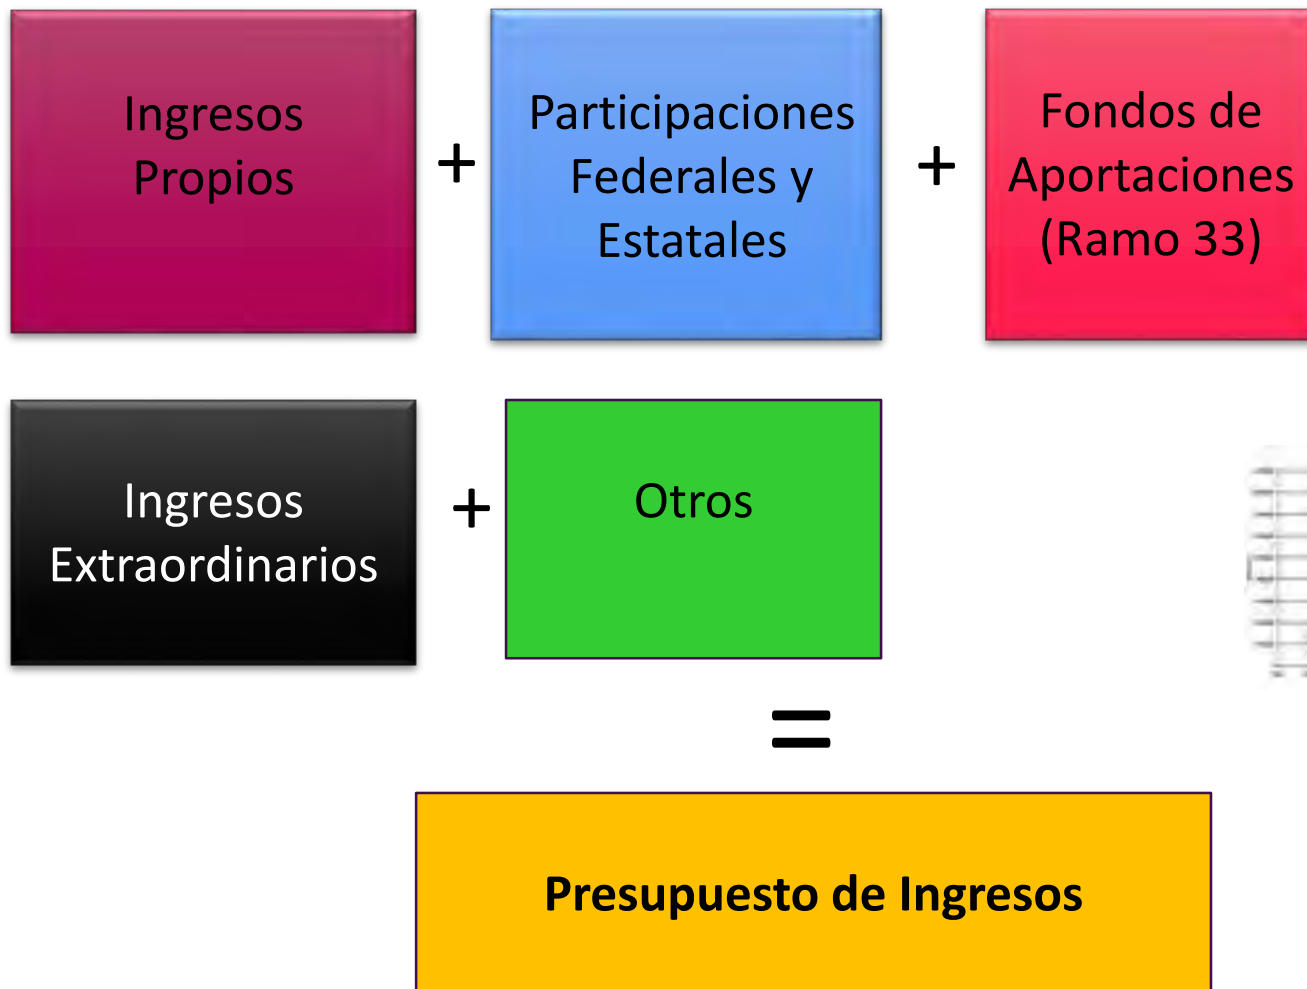 Ingresos
Propios
+
Participaciones
Federales y
Estatales
+
Fondos de
Aportaciones
(Ramo 33)
Ingresos
Extraordinarios
+
Otros
=
Presupuesto de Ingresos